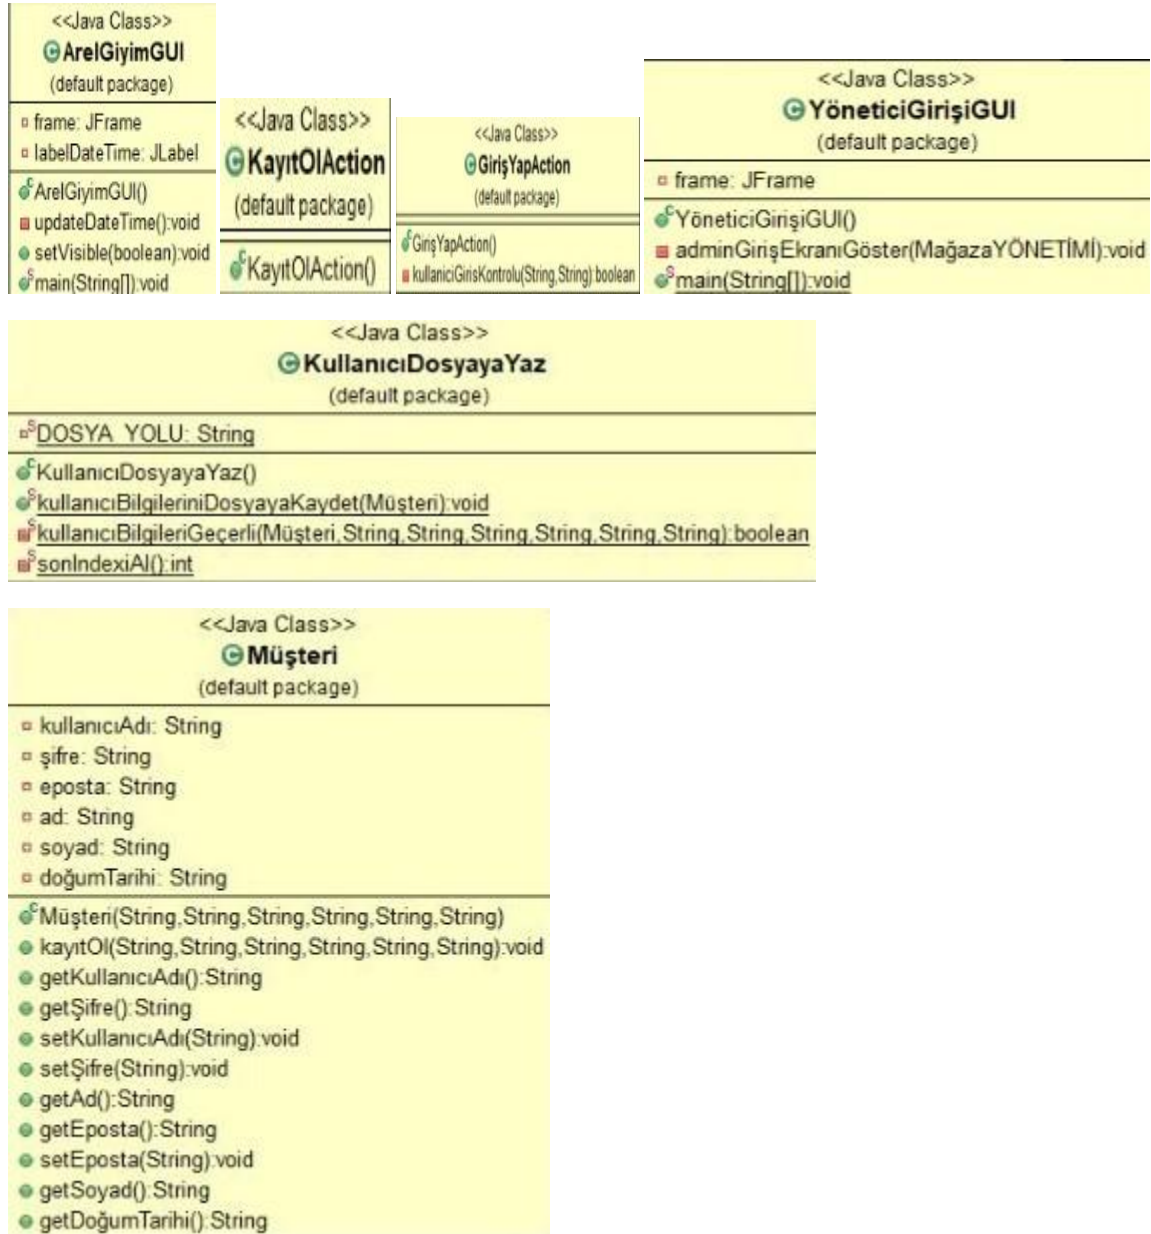 <<Java Class>>
ArelGiyimGUI
(default package)
frame: JFrame
labelDateTime: JLabel
ArelGiyimGUI()
updateDateTime():void
setVisible(boolean):void
main(String[]):void
<<Java Class>>
KayıtOlAction
(default package)
KayıtOlAction()
<<Java Class>>
GirişYapAction
(default package)
GirişYapAction()
kullaniciGirisKontrolu(String,String):boolean
<<Java Class>>
YöneticiGirişiGUI
(default package)
frame: JFrame
YöneticiGirişiGUI()
adminGirişEkranıGöster(MağazaYÖNETİMİ):void
main(String[]):void
<<Java Class>>
KullanıcıDosyayaYaz
(default package)
DOSYA_YOLU: String
KullanıcıDosyayaYaz()
kullanıcıBilgileriniDosyayaKaydet(Müşteri):void
kullanıcıBilgileriGeçerli(Müşteri,String,String,String,String,String,String):boolean
sonIndexiAl():int
<<Java Class>>
Müşteri
(default package)
kullanıcıAdı: String
şifre: String
eposta: String
ad: String
soyad: String
doğumTarihi: String
Müşteri(String,String,String,String,String,String)
kayıtOl(String,String,String,String,String,String):void
getKullanıcıAdı():String
getŞifre():String
setKullanıcıAdı(String):void
setŞifre(String):void
getAd():String
getEposta():String
setEposta(String):void
getSoyad():String
getDoğumTarihi():String